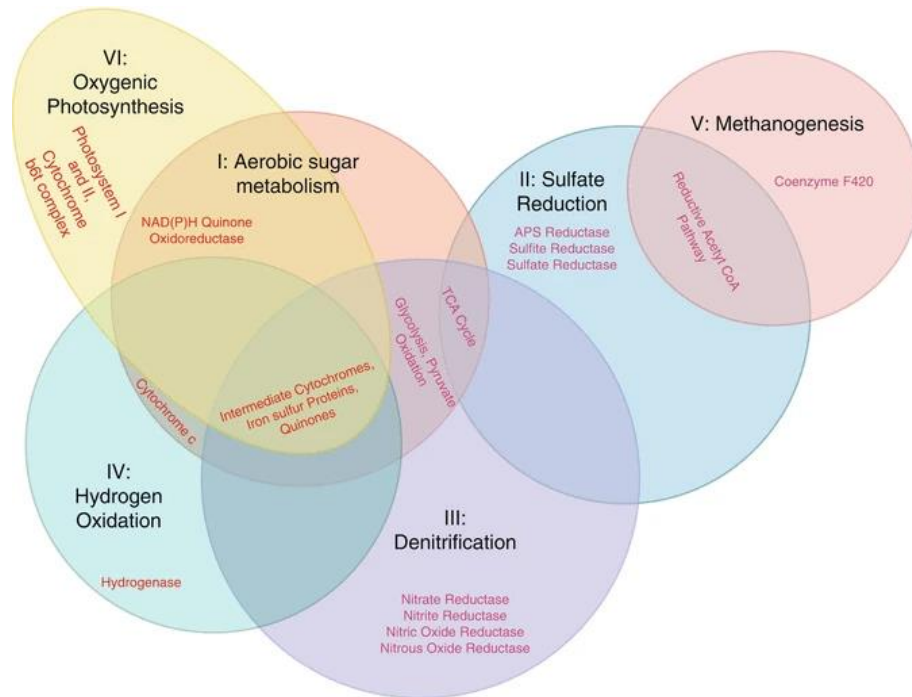 VI:
Oxygenic
Photosynthesis
Photosystem I
and II,
Cytochrome
b6t complex
I: Aerobic sugar
metabolism
NAD(P)H Quinone
Oxidoreductase
II: Sulfate
Reduction
APS Reductase
Sulfite Reductase
Sulfate Reductase
V: Methanogenesis
Coenzyme F420
Reductive Acetyl CoA
Pathway
TCA Cycle
Glycolysis, Pyruvate
Oxidation
Intermediate Cytochromes,
Iron sulfur Proteins,
Quinones
Cytochrome c
IV:
Hydrogen
Oxidation
Hydrogenase
III:
Denitrification
Nitrate Reductase
Nitrite Reductase
Nitric Oxide Reductase
Nitrous Oxide Reductase